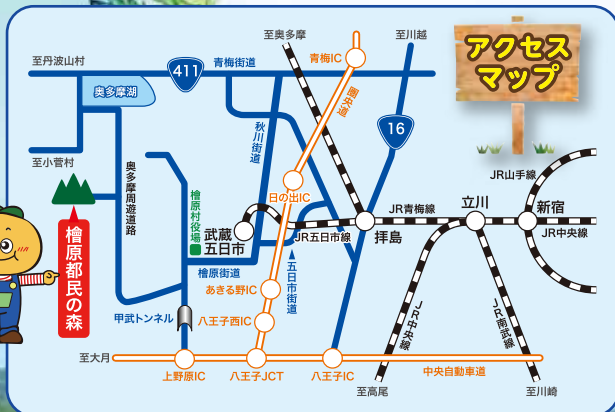 アクセス
マップ
至丹波山村
411
青梅街道
至奥多摩
青梅IC
至川越
奥多摩湖
圏央道
16
秋川街道
至小菅村
奥多摩周遊道路
日の出IC
JR山手線
檜原村役場
武蔵
五日市
JR五日市線
拝島
JR青梅線
立川
新宿
JR中央線
檜原都民の森
檜原街道
五日市街道
あきる野IC
甲武トンネル
八王子西IC
JR中央線
JR南武線
至大月
上野原IC
八王子JCT
八王子IC
中央自動車道
至高尾
至川崎